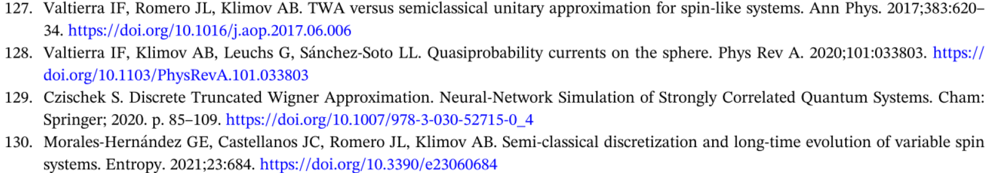 127. Valtierra IF, Romero JL, Klimov AB. TWA versus semiclassical unitary approximation for spin-like systems. Ann Phys. 2017;383:620–
34. https://doi.org/10.1016/j.aop.2017.06.006
128. Valtierra IF, Klimov AB, Leuchs G, Sánchez-Soto LL. Quasiprobability currents on the sphere. Phys Rev A. 2020;101:033803. https://
doi.org/10.1103/PhysRevA.101.033803
129. Czischek S. Discrete Truncated Wigner Approximation. Neural-Network Simulation of Strongly Correlated Quantum Systems. Cham:
Springer; 2020. p. 85–109. https://doi.org/10.1007/978-3-030-52715-0_4
130. Morales-Hernández GE, Castellanos JC, Romero JL, Klimov AB. Semi-classical discretization and long-time evolution of variable spin
systems. Entropy. 2021;23:684. https://doi.org/10.3390/e23060684